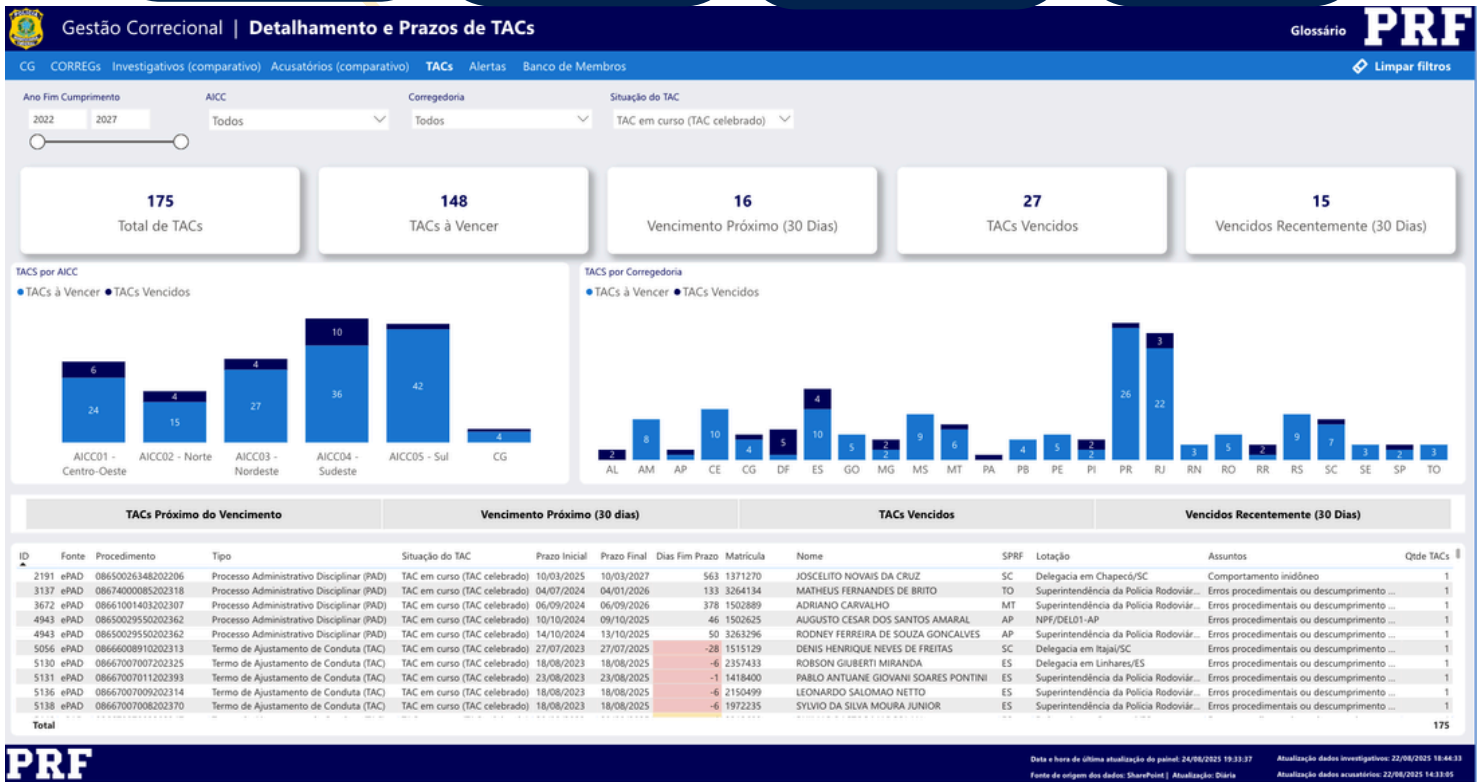 Gestão Correcional | Detalhamento e Prazos de TACs
Glossário
PRF
CG CORREGs Investigativos (comparativo) Acusatórios (comparativo) TACs Alertas Banco de Membros
Limpar filtros
Ano Fim Cumprimento AICC Corregedoria Situação do TAC
2022 2027 Todos Todos TAC em curso (TAC celebrado)
175 148 16 27 15
Total de TACs TACs à Vencer Vencimento Próximo (30 Dias) TACs Vencidos Vencidos Recentemente (30 Dias)
TACS por AICC
TACs à Vencer TACs Vencidos
10
6
4
4
42
36
27
24
15
4
AICC01 - Centro-Oeste AICC02 - Norte AICC03 - Nordeste AICC04 - Sudeste AICC05 - Sul CG
TACS por Corregedoria
TACs à Vencer TACs Vencidos
2 8 10 4 5 4 10 5 2 2 9 6 4 5 2 2 26 3 22 3 5 2 9 7 3 2 3
AL AM AP CE CG DF ES GO MG MS MT PA PB PE PI PR RJ RN RO RR RS SC SE SP TO
TACs Próximo do Vencimento Vencimento Próximo (30 dias) TACs Vencidos Vencidos Recentemente (30 Dias)
ID Fonte Procedimento Tipo Situação do TAC Prazo Inicial Prazo Final Dias Fim Prazo Matrícula Nome SPRF Lotação Assuntos Qtde TACs
2191 ePAD 08650026348202206 Processo Administrativo Disciplinar (PAD) TAC em curso (TAC celebrado) 10/03/2025 10/03/2027 563 1371270 JOSCELITO NOVAIS DA CRUZ SC Delegacia em Chapecó/SC Comportamento inidôneo 1
3137 ePAD 08674000085202318 Processo Administrativo Disciplinar (PAD) TAC em curso (TAC celebrado) 04/07/2024 04/01/2026 133 3264134 MATHEUS FERNANDES DE BRITO TO Superintendência da Polícia Rodoviár... Erros procedimentais ou descumprimento ... 1
3672 ePAD 08661001403202307 Processo Administrativo Disciplinar (PAD) TAC em curso (TAC celebrado) 06/09/2024 06/09/2026 378 1502889 ADRIANO CARVALHO MT Superintendência da Polícia Rodoviár... Erros procedimentais ou descumprimento ... 1
4943 ePAD 08650029550202362 Processo Administrativo Disciplinar (PAD) TAC em curso (TAC celebrado) 10/10/2024 09/10/2025 46 1502625 AUGUSTO CESAR DOS SANTOS AMARAL AP NPF/DEL01-AP Erros procedimentais ou descumprimento ... 1
4943 ePAD 08650029550202362 Processo Administrativo Disciplinar (PAD) TAC em curso (TAC celebrado) 14/10/2024 13/10/2025 50 3263296 RODNEY FERREIRA DE SOUZA GONCALVES AP Superintendência da Polícia Rodoviár... Erros procedimentais ou descumprimento ... 1
5056 ePAD 08666008910202313 Termo de Ajustamento de Conduta (TAC) TAC em curso (TAC celebrado) 27/07/2023 27/07/2025 -28 1515129 DENIS HENRIQUE NEVES DE FREITAS SC Delegacia em Itajaí/SC Erros procedimentais ou descumprimento ... 1
5130 ePAD 08667007007202325 Termo de Ajustamento de Conduta (TAC) TAC em curso (TAC celebrado) 18/08/2023 18/08/2025 -6 2357433 ROBSON GIUBERTI MIRANDA ES Delegacia em Linhares/ES Erros procedimentais ou descumprimento ... 1
5131 ePAD 08667007011202393 Termo de Ajustamento de Conduta (TAC) TAC em curso (TAC celebrado) 23/08/2023 23/08/2025 -1 1418400 PABLO ANTUANE GIOVANI SOARES PONTINI ES Superintendência da Polícia Rodoviár... Erros procedimentais ou descumprimento ... 1
5136 ePAD 08667007009202314 Termo de Ajustamento de Conduta (TAC) TAC em curso (TAC celebrado) 18/08/2023 18/08/2025 -6 2150499 LEONARDO SALOMAO NETTO ES Superintendência da Polícia Rodoviár... Erros procedimentais ou descumprimento ... 1
5138 ePAD 08667007008202370 Termo de Ajustamento de Conduta (TAC) TAC em curso (TAC celebrado) 18/08/2023 18/08/2025 -6 1972235 SYLVIO DA SILVA MOURA JUNIOR ES Superintendência da Polícia Rodoviár... Erros procedimentais ou descumprimento ... 1
Total 175
PRF
Data e hora de última atualização do painel: 24/08/2025 19:33:37 Atualização dados investigativos: 22/08/2025 18:44:33
Fonte de origem dos dados: SharePoint | Atualização: Diária Atualização dados acusatórios: 22/08/2025 14:33:05